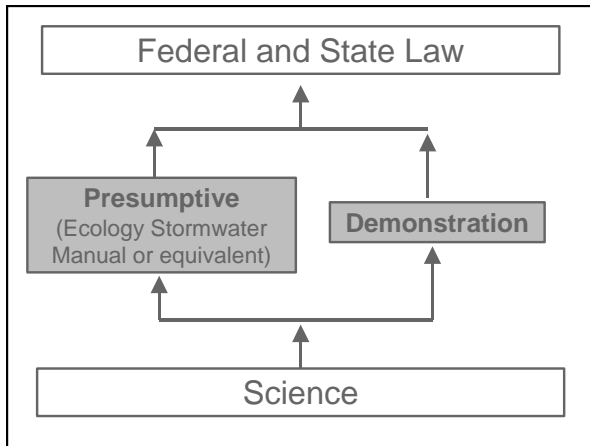 Federal and State Law
Presumptive
(Ecology Stormwater
Manual or equivalent)
Demonstration
Science